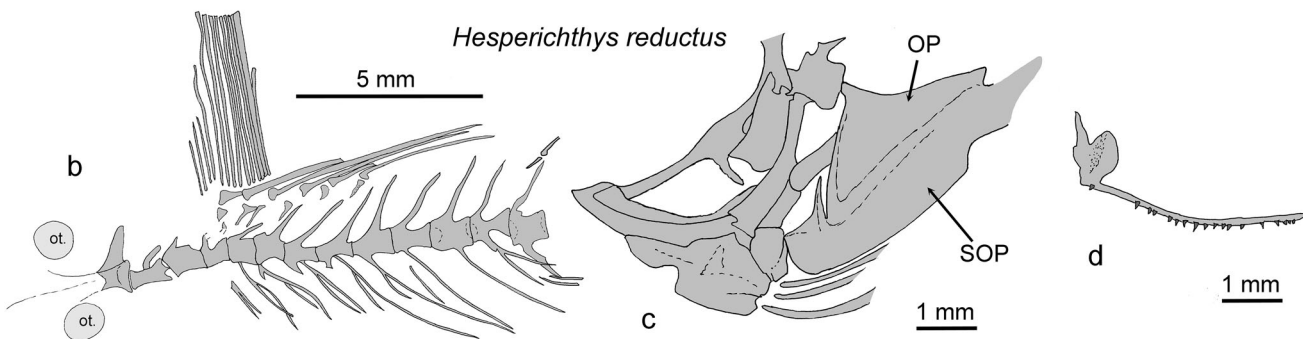 Hesperichthys reductus
b
5 mm
ot.
ot.
c
OP
SOP
1 mm
d
1 mm